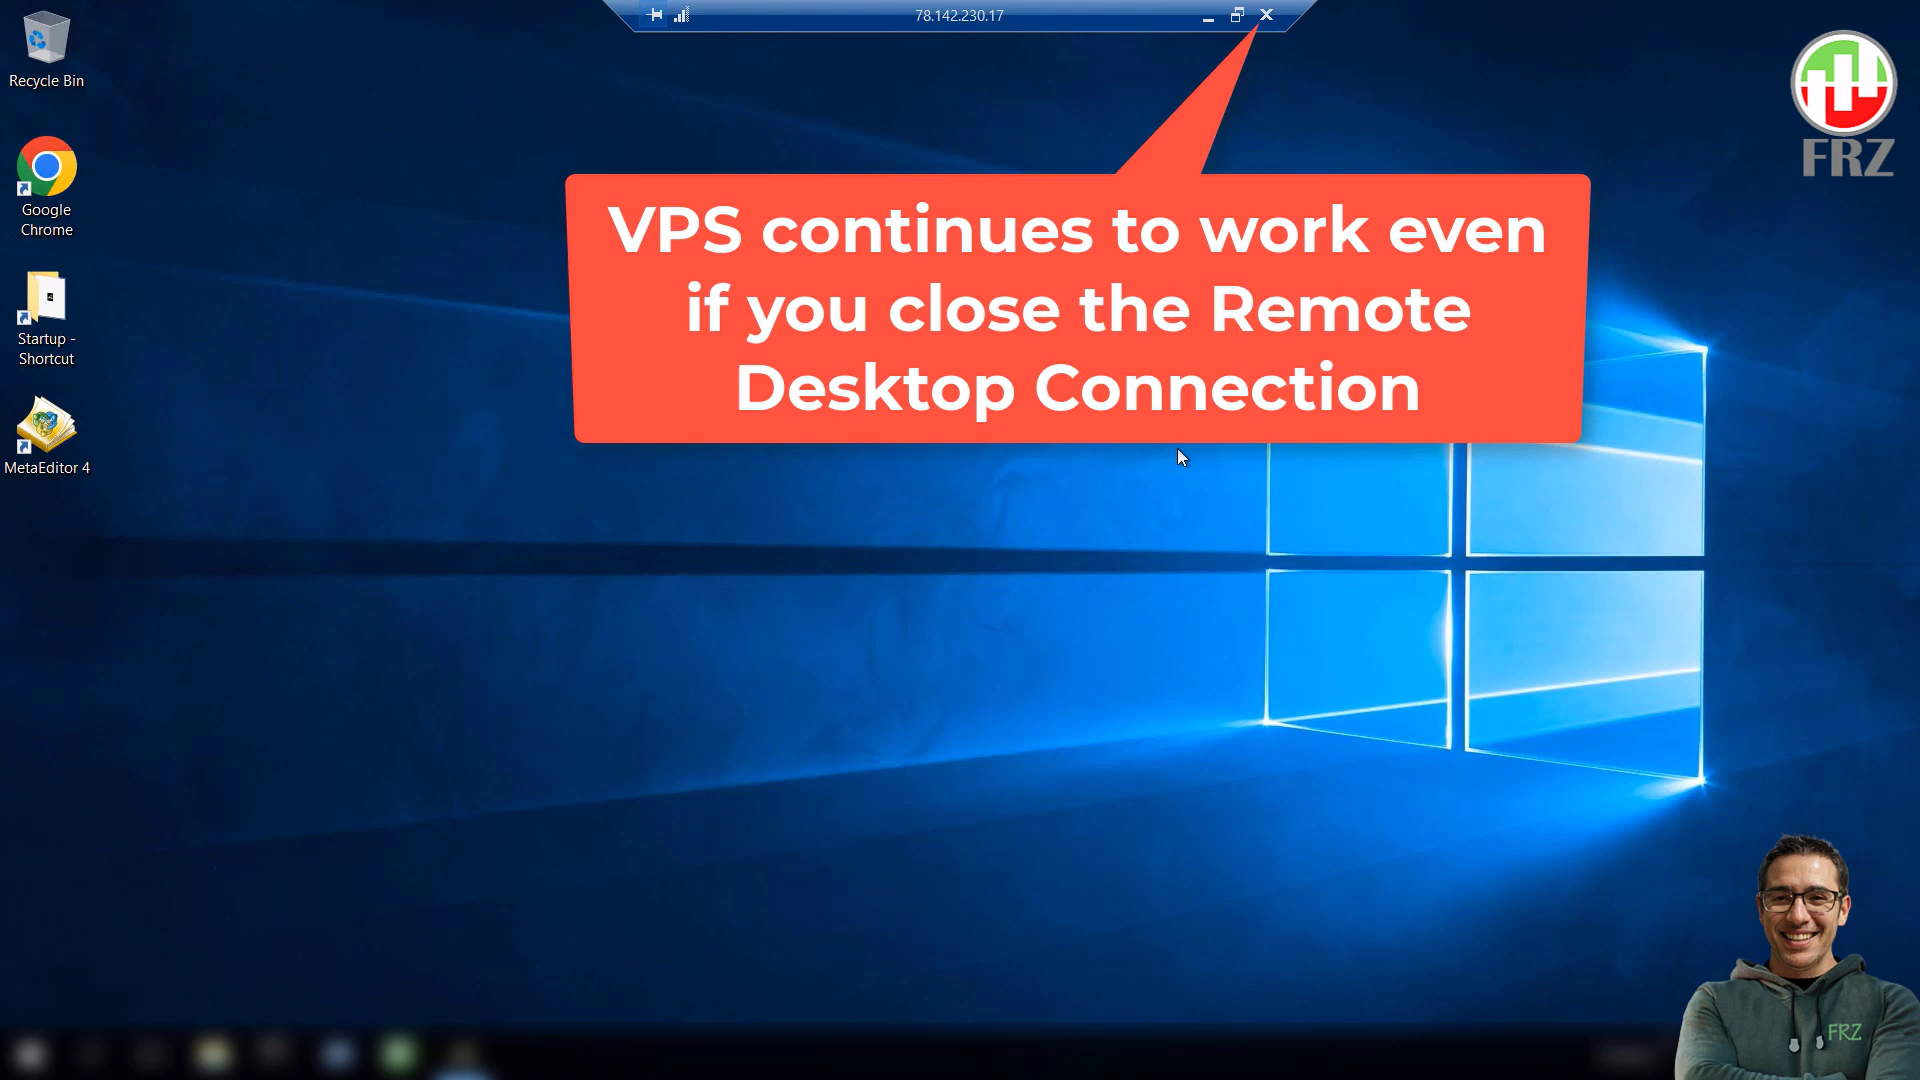 78.142.230.17
Recycle Bin
FRZ
Google
Chrome
VPS continues to work even
if you close the Remote
Desktop Connection
Startup -
Shortcut
MetaEditor 4
FRZ